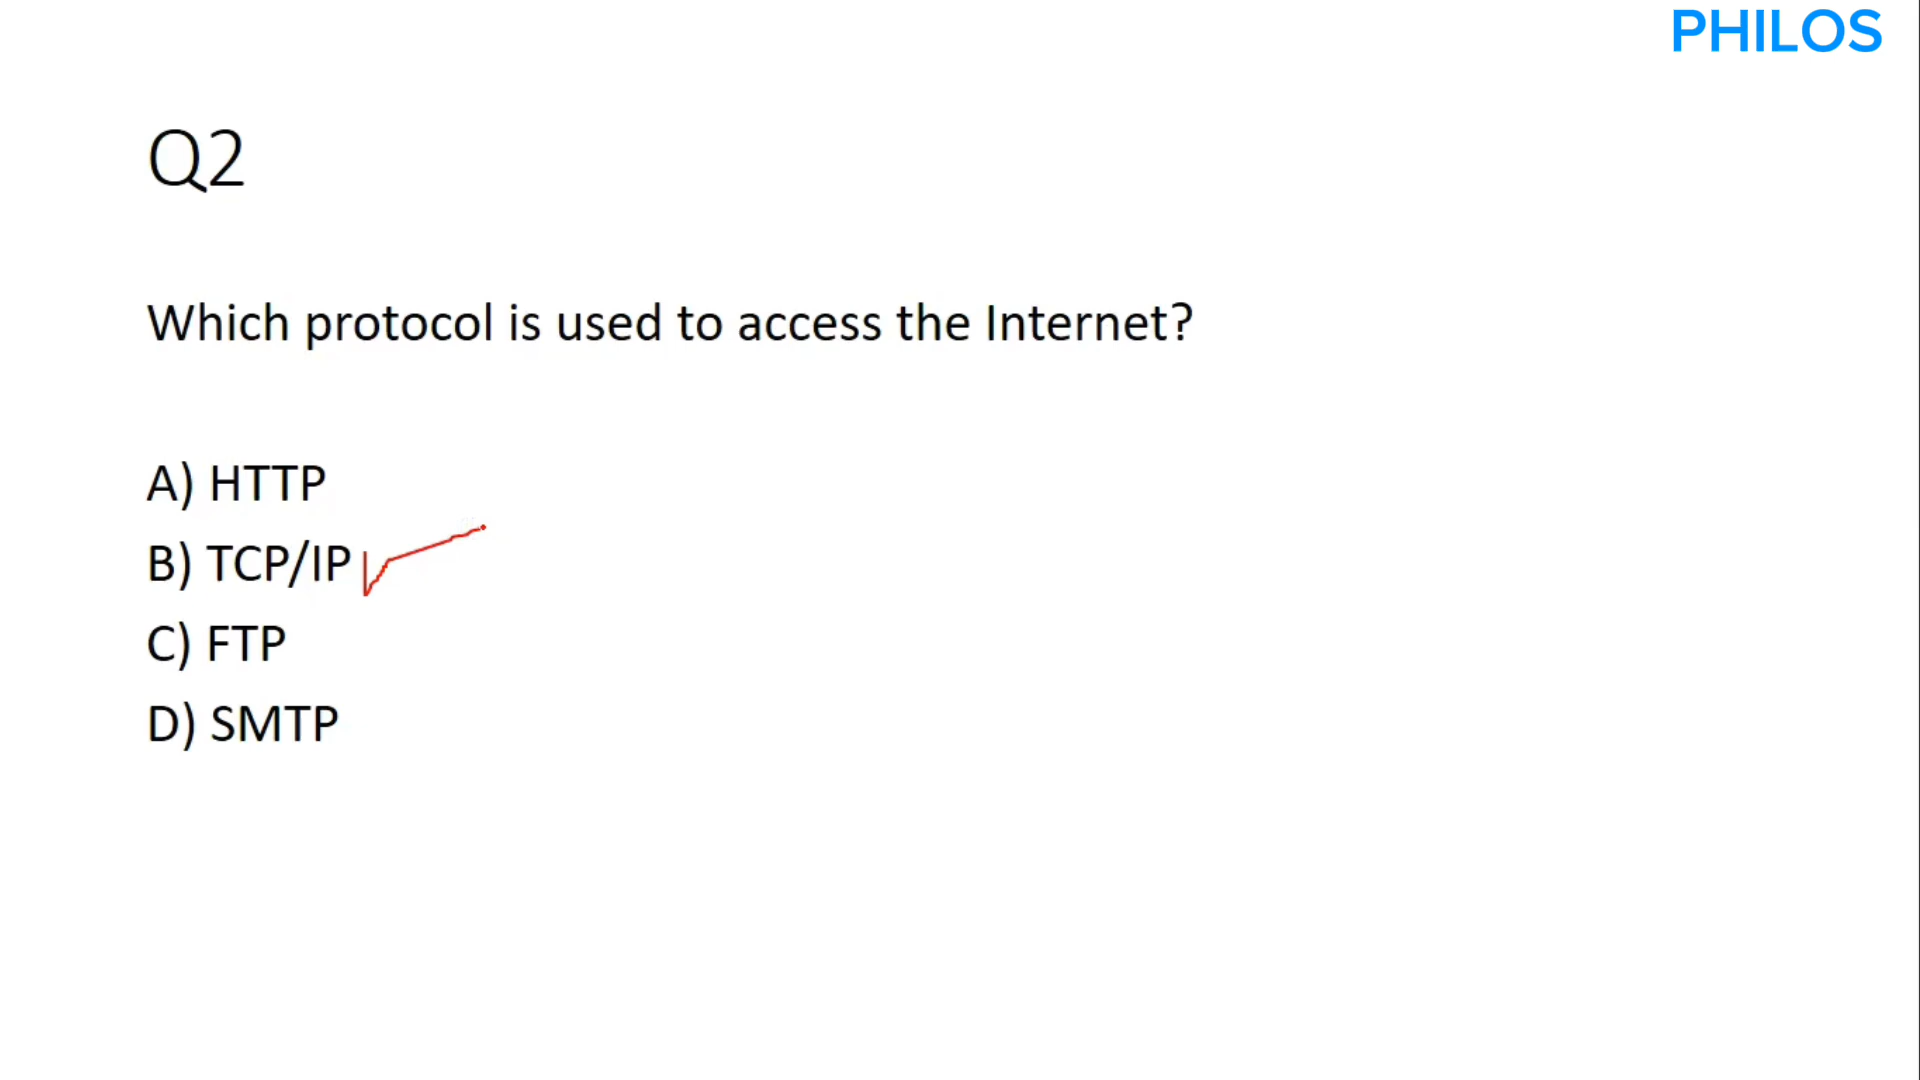 PHILOS
Q2
Which protocol is used to access the Internet?
A) HTTP
B) TCP/IP
C) FTP
D) SMTP